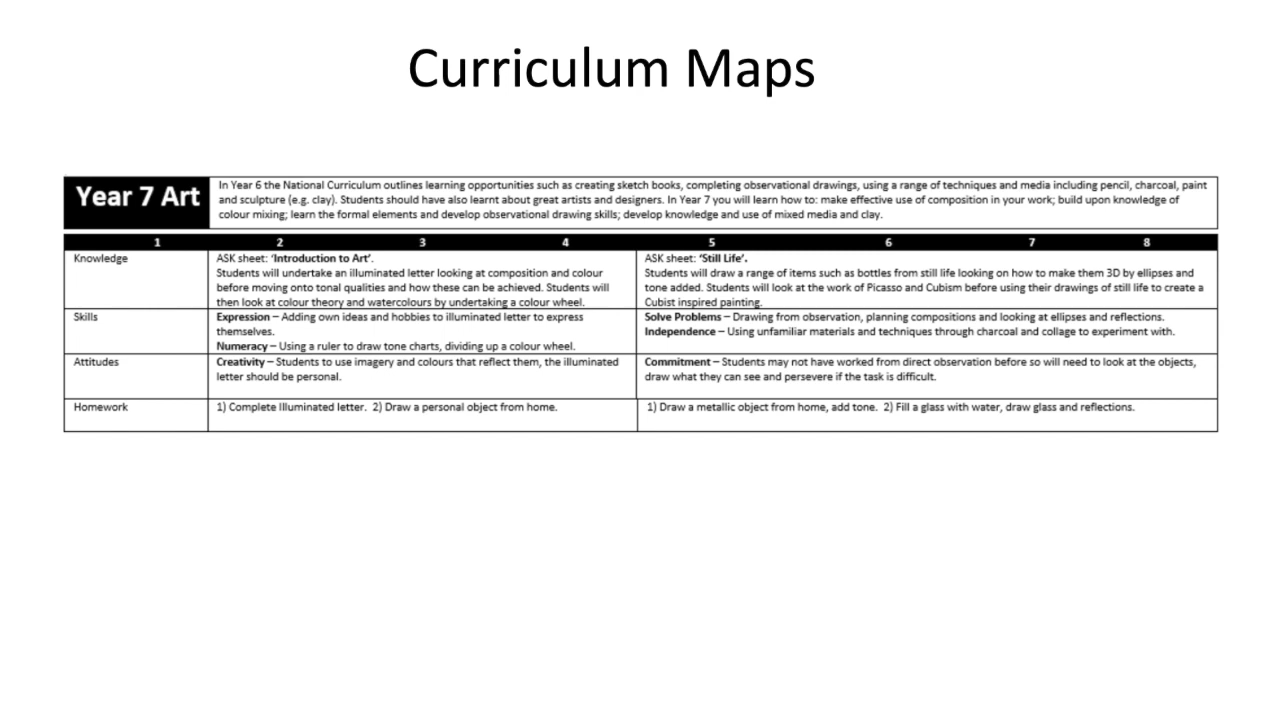 Curriculum Maps
Year 7 Art
In Year 6 the National Curriculum outlines learning opportunities such as creating sketch books, completing observational drawings, using a range of techniques and media including pencil, charcoal, paint
and sculpture (e.g. clay). Students should have also learnt about great artists and designers. In Year 7 you will learn how to: make effective use of composition in your work; build upon knowledge of
colour mixing; learn the formal elements and develop observational drawing skills; develop knowledge and use of mixed media and clay.
1 2 3 4 5 6 7 8
Knowledge
ASK sheet: ‘Introduction to Art’.
Students will undertake an illuminated letter looking at composition and colour
before moving onto tonal qualities and how these can be achieved. Students will
then look at colour theory and watercolours by undertaking a colour wheel.
ASK sheet: ‘Still Life’.
Students will draw a range of items such as bottles from still life looking on how to make them 3D by ellipses and
tone added. Students will look at the work of Picasso and Cubism before using their drawings of still life to create a
Cubist inspired painting.
Skills
Expression – Adding own ideas and hobbies to illuminated letter to express
themselves.
Numeracy – Using a ruler to draw tone charts, dividing up a colour wheel.
Solve Problems – Drawing from observation, planning compositions and looking at ellipses and reflections.
Independence – Using unfamiliar materials and techniques through charcoal and collage to experiment with.
Attitudes
Creativity – Students to use imagery and colours that reflect them, the illuminated
letter should be personal.
Commitment – Students may not have worked from direct observation before so will need to look at the objects,
draw what they can see and persevere if the task is difficult.
Homework
1) Complete Illuminated letter. 2) Draw a personal object from home.
1) Draw a metallic object from home, add tone. 2) Fill a glass with water, draw glass and reflections.